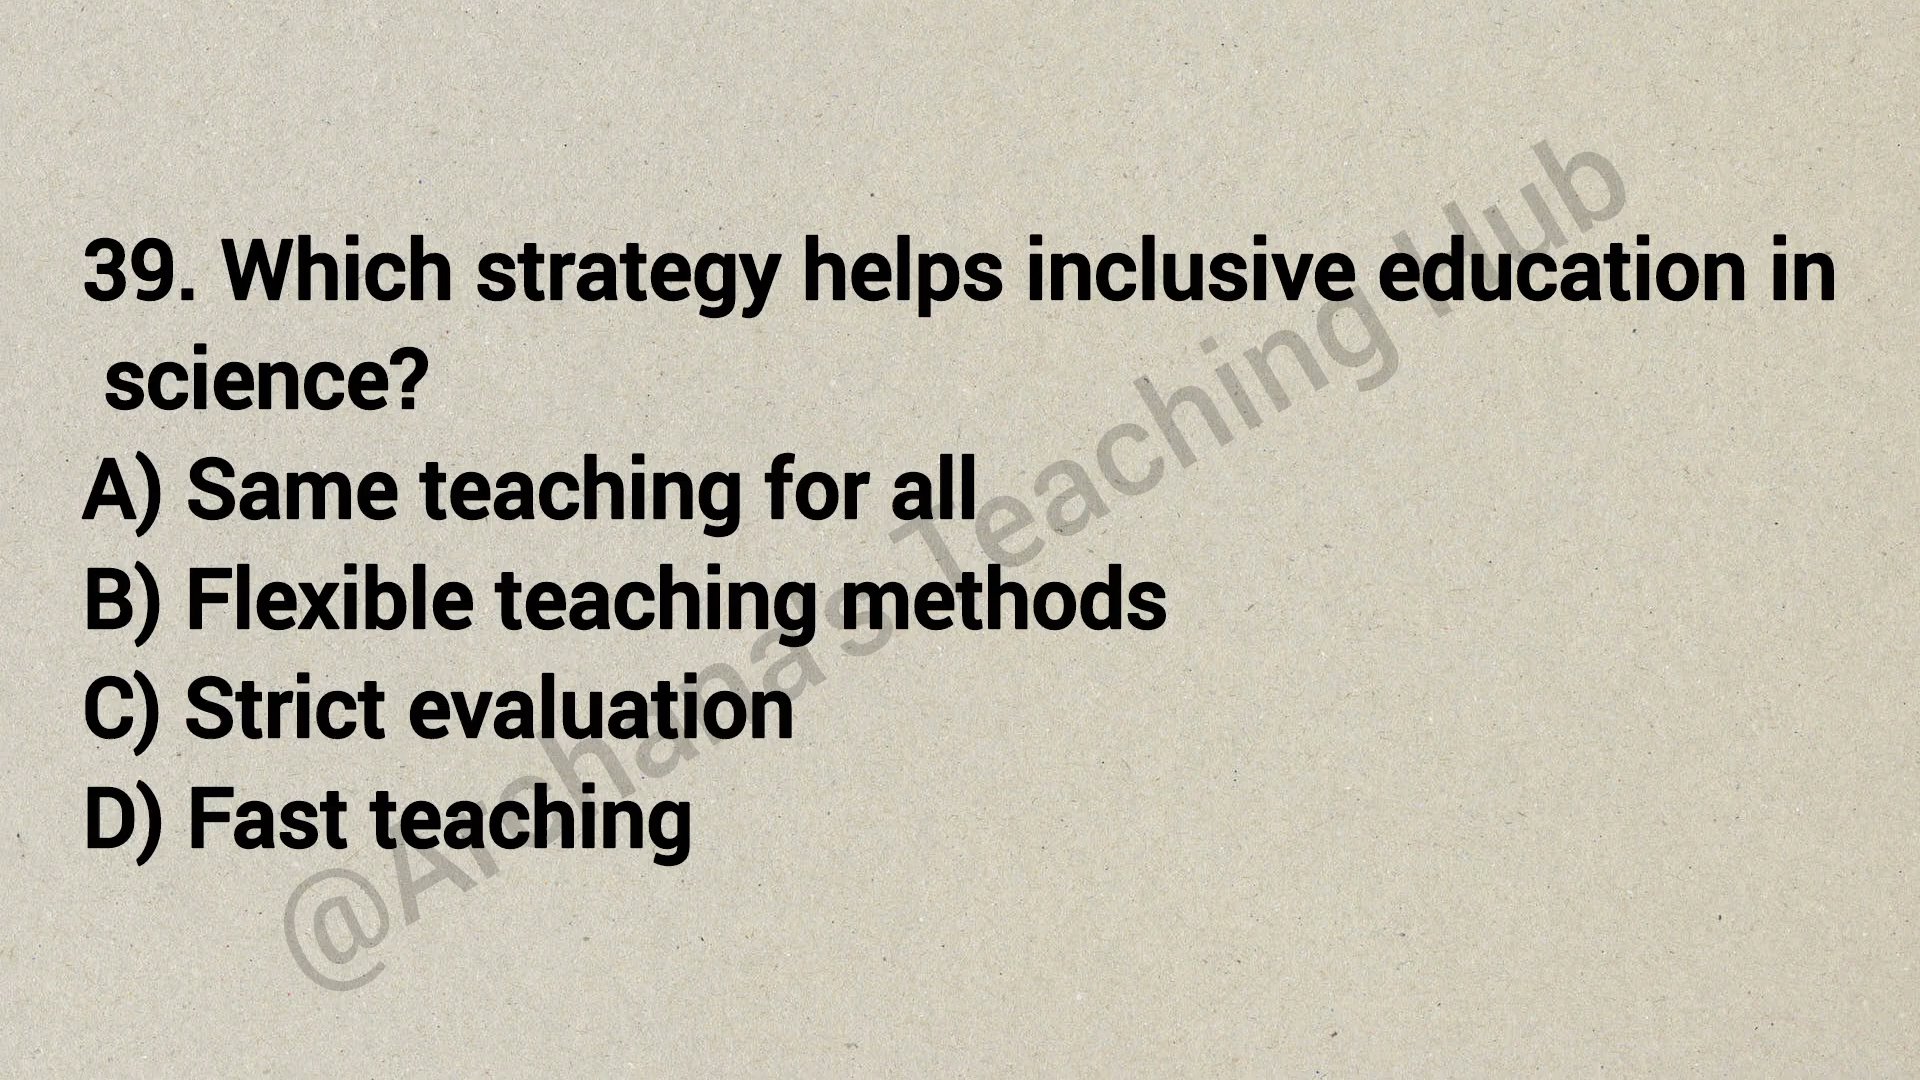 39. Which strategy helps inclusive education in
science?
A) Same teaching for all
B) Flexible teaching methods
C) Strict evaluation
D) Fast teaching
@Archanas Teaching Hub